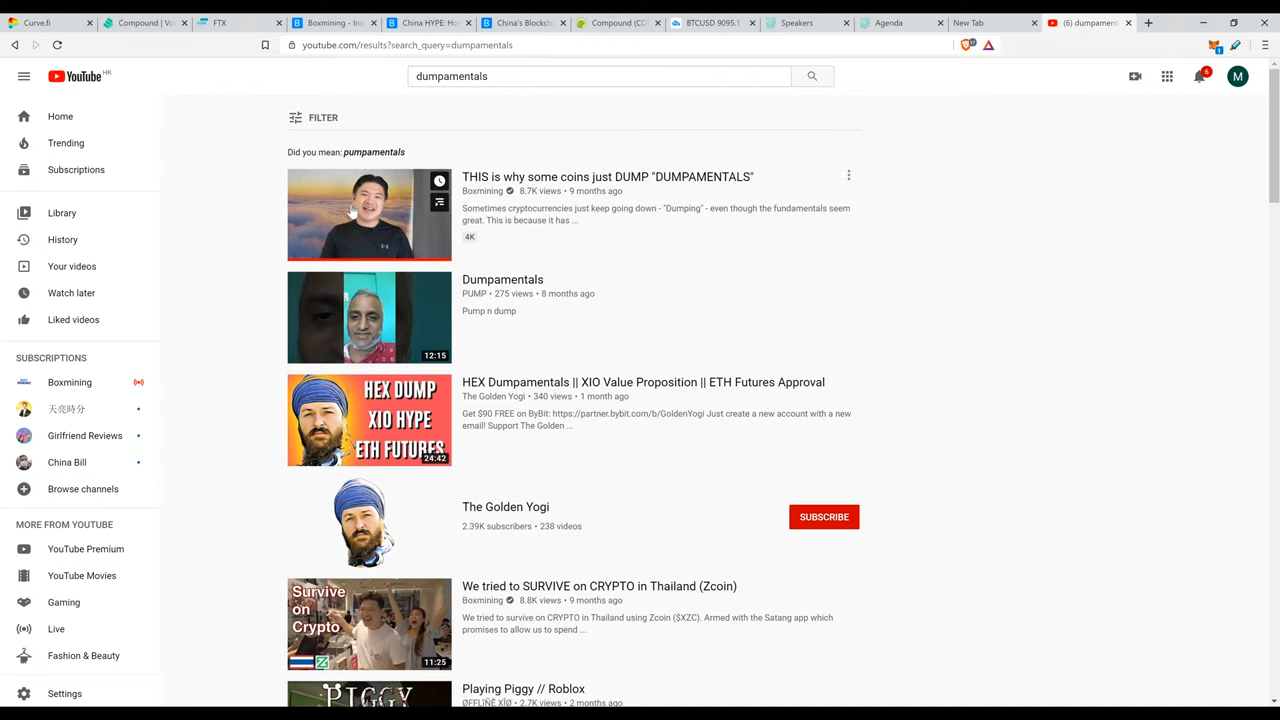 Curve.fi
Compound | Vo
FTX
Boxmining - Ind
China HYPE: Ho
China's Blockch
Compound (CO
BTCUSD 9095.1
Speakers
Agenda
New Tab
(6) dumpament
youtube.com/results?search_query=dumpamentals
17
1
YouTube HK
dumpamentals
6
M
Home
Trending
Subscriptions
Library
History
Your videos
Watch later
Liked videos
SUBSCRIPTIONS
Boxmining
天亮時分
Girlfriend Reviews
China Bill
Browse channels
MORE FROM YOUTUBE
YouTube Premium
YouTube Movies
Gaming
Live
Fashion & Beauty
Settings
FILTER
Did you mean: pumpamentals
THIS is why some coins just DUMP "DUMPAMENTALS"
Boxmining • 8.7K views • 9 months ago
Sometimes cryptocurrencies just keep going down - "Dumping" - even though the fundamentals seem
great. This is because it has ...
4K
Dumpamentals
PUMP • 275 views • 8 months ago
Pump n dump
12:15
HEX DUMP
XIO HYPE
ETH FUTURES
24:42
HEX Dumpamentals || XIO Value Proposition || ETH Futures Approval
The Golden Yogi • 340 views • 1 month ago
Get $90 FREE on ByBit: https://partner.bybit.com/b/GoldenYogi Just create a new account with a new
email! Support The Golden ...
The Golden Yogi
2.39K subscribers • 238 videos
SUBSCRIBE
Survive
on
Crypto
11:25
We tried to SURVIVE on CRYPTO in Thailand (Zcoin)
Boxmining • 8.8K views • 9 months ago
We tried to survive on CRYPTO in Thailand using Zcoin ($XZC). Armed with the Satang app which
promises to allow us to spend ...
PIGGY
Playing Piggy // Roblox
ØFFLIÑÊ XÎØ • 2.7K views • 2 months ago